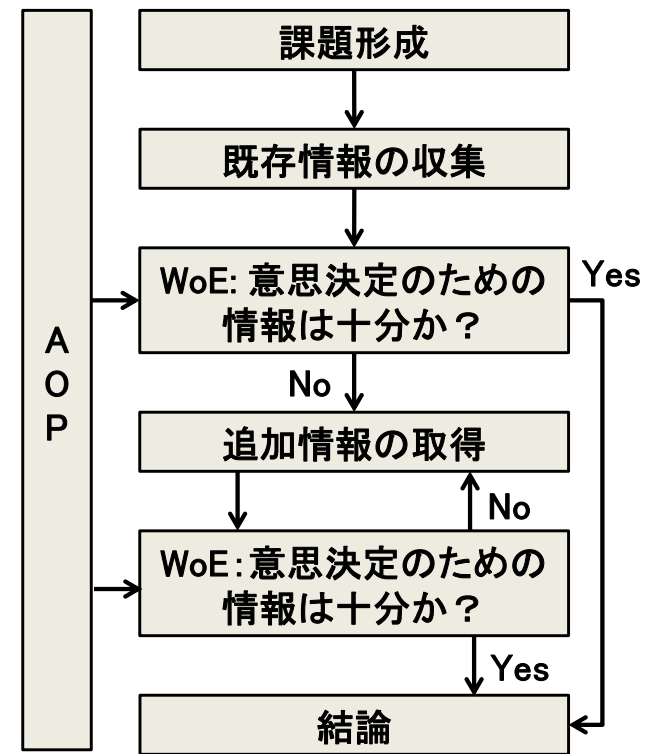 課題形成
既存情報の収集
WoE: 意思決定のための
情報は十分か?
Yes
No
A
O
P
追加情報の取得
No
WoE:意思決定のための
情報は十分か?
Yes
結論